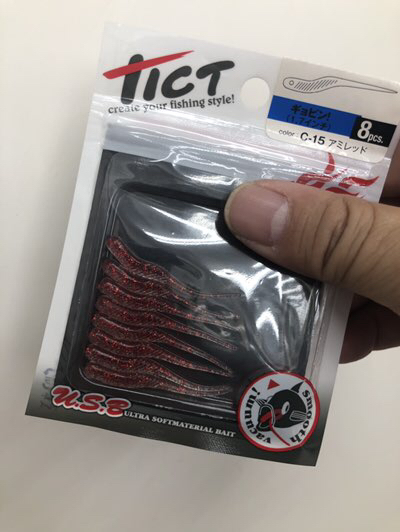 TICT
create your fishing style!
ギョピン!
(1.7インチ)
8pcs.
color: C-15 アミレッド
U.S.B
ULTRA SOFTMATERIAL BAIT
vacuum!
smooth